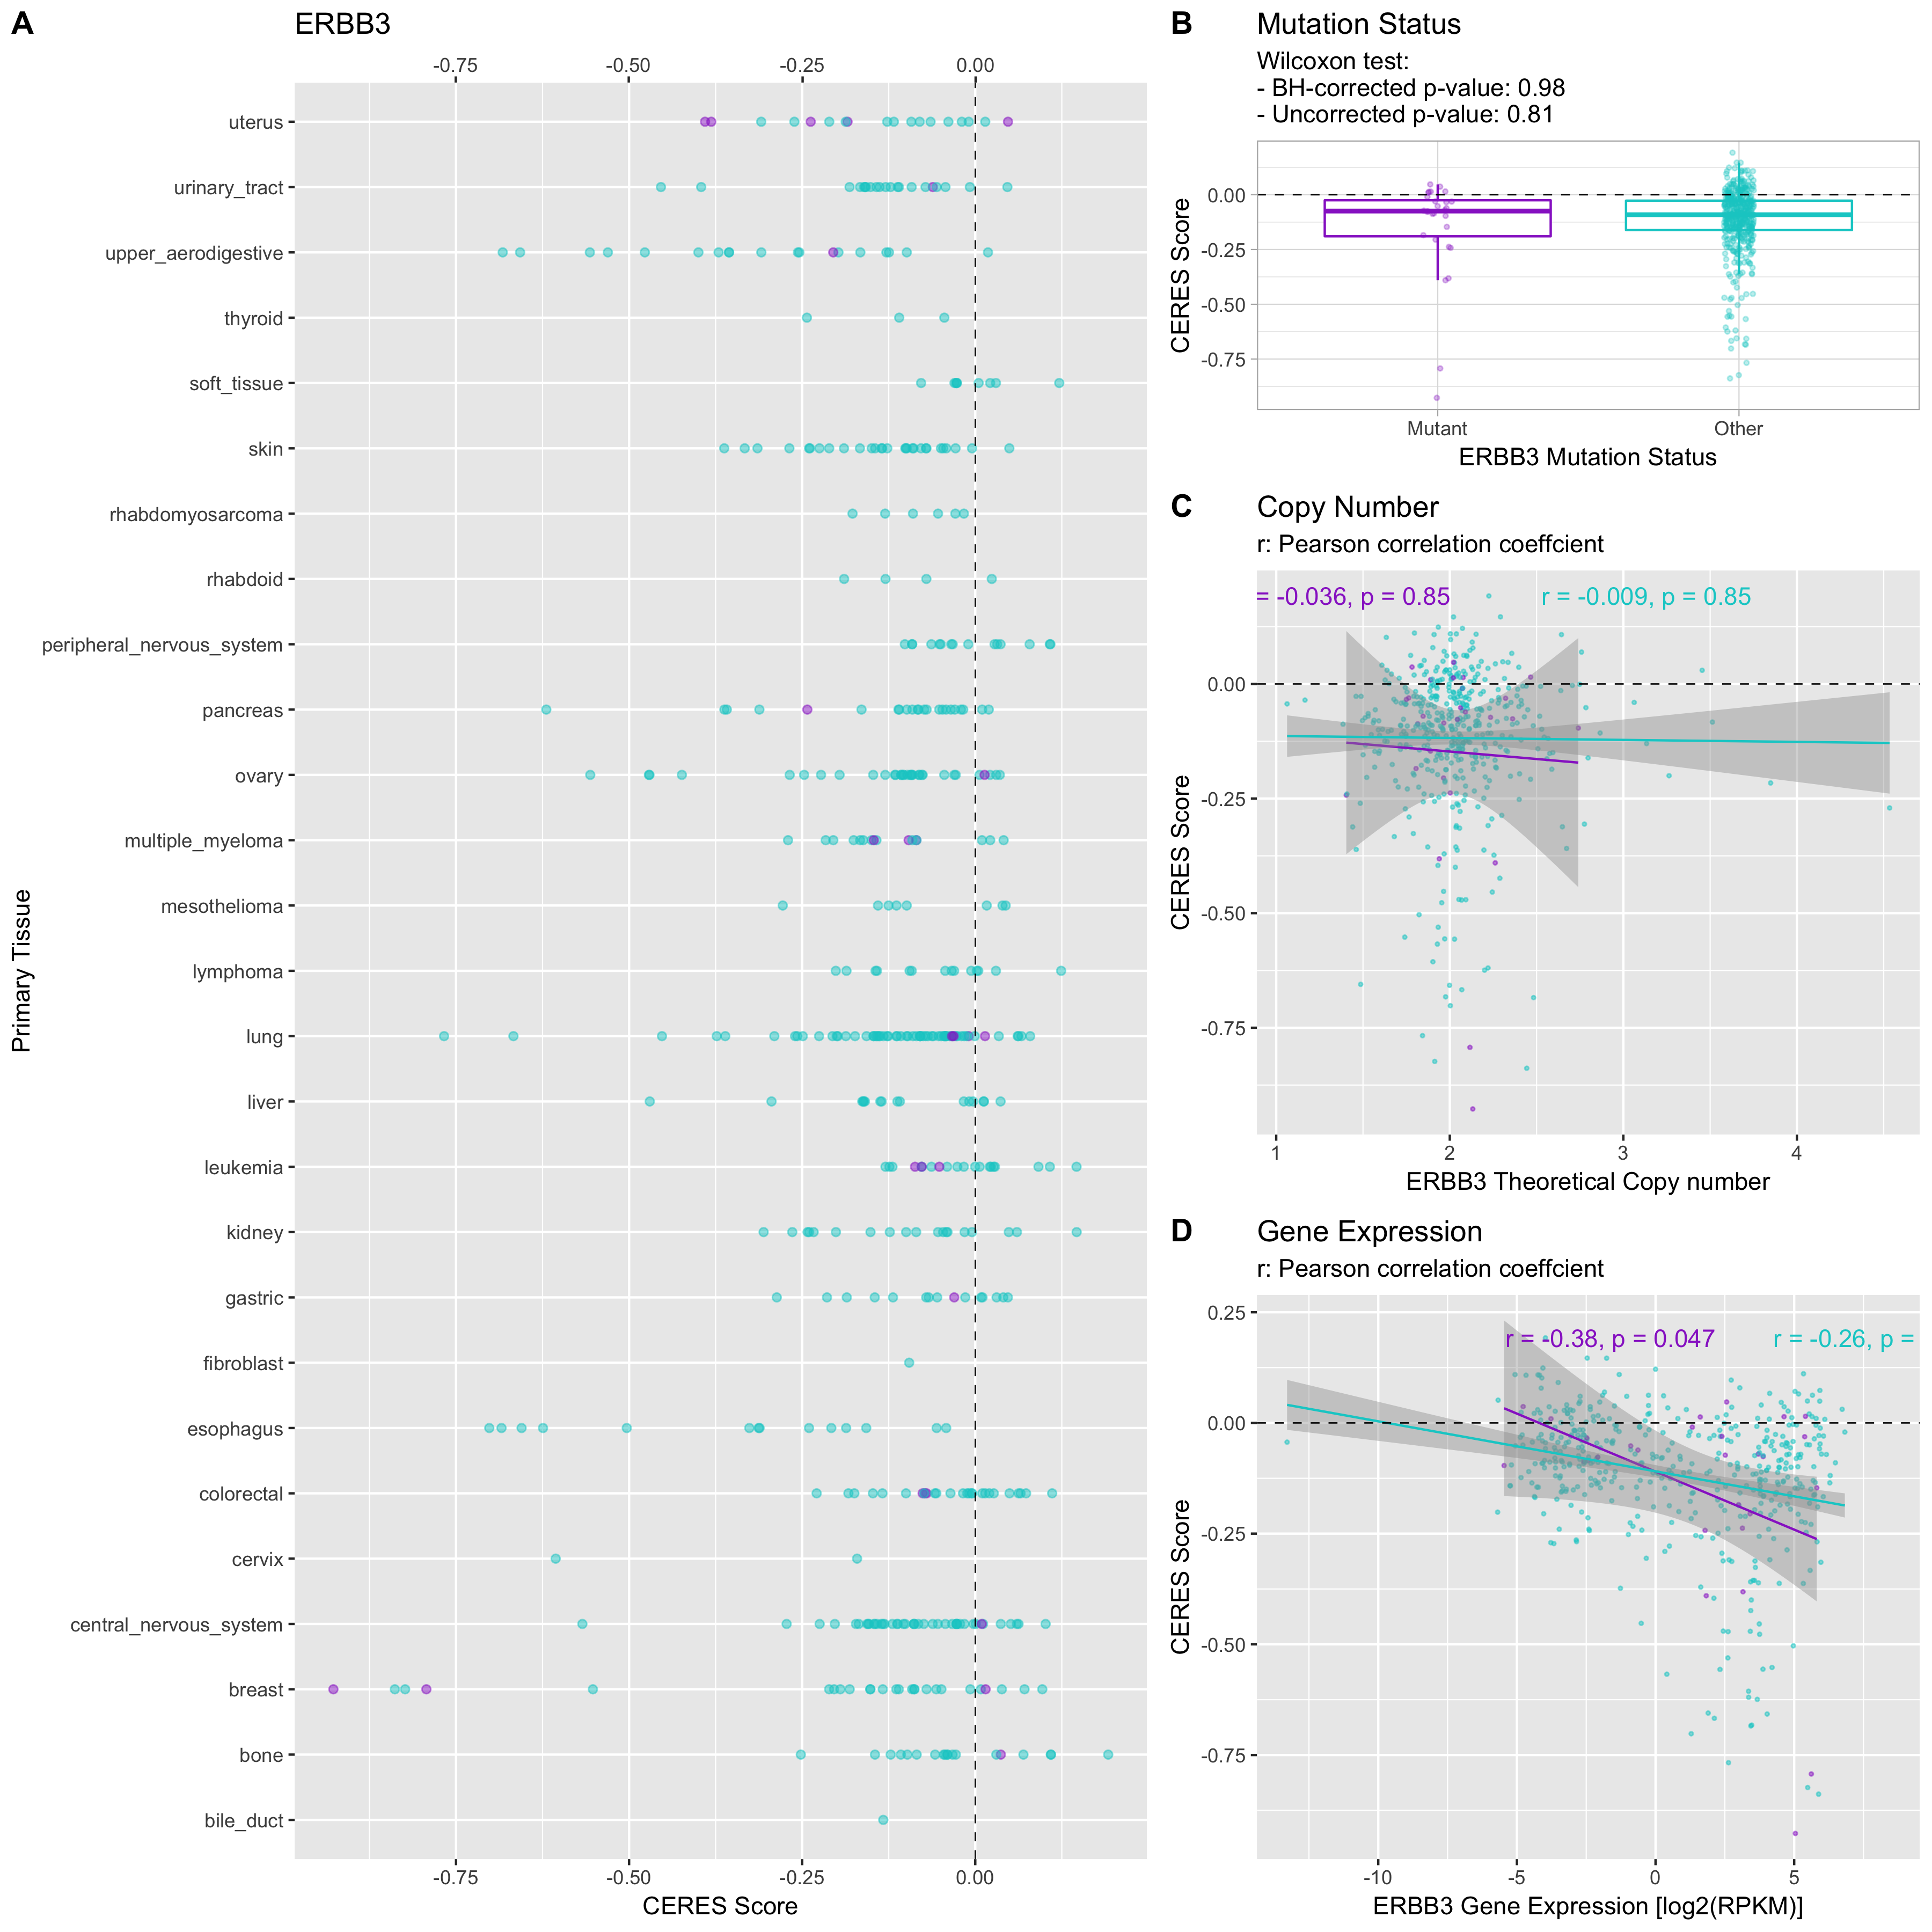 A
ERBB3
-0.75 -0.50 -0.25 0.00
Primary Tissue
uterus
urinary_tract
upper_aerodigestive
thyroid
soft_tissue
skin
rhabdomyosarcoma
rhabdoid
peripheral_nervous_system
pancreas
ovary
multiple_myeloma
mesothelioma
lymphoma
lung
liver
leukemia
kidney
gastric
fibroblast
esophagus
colorectal
cervix
central_nervous_system
breast
bone
bile_duct
-0.75 -0.50 -0.25 0.00
CERES Score
B
Mutation Status
Wilcoxon test:
- BH-corrected p-value: 0.98
- Uncorrected p-value: 0.81
CERES Score
0.00
-0.25
-0.50
-0.75
Mutant Other
ERBB3 Mutation Status
C
Copy Number
r: Pearson correlation coeffcient
= -0.036, p = 0.85
r = -0.009, p = 0.85
CERES Score
0.00
-0.25
-0.50
-0.75
1 2 3 4
ERBB3 Theoretical Copy number
D
Gene Expression
r: Pearson correlation coeffcient
r = -0.38, p = 0.047
r = -0.26, p =
CERES Score
0.25
0.00
-0.25
-0.50
-0.75
-10 -5 0 5
ERBB3 Gene Expression [log2(RPKM)]